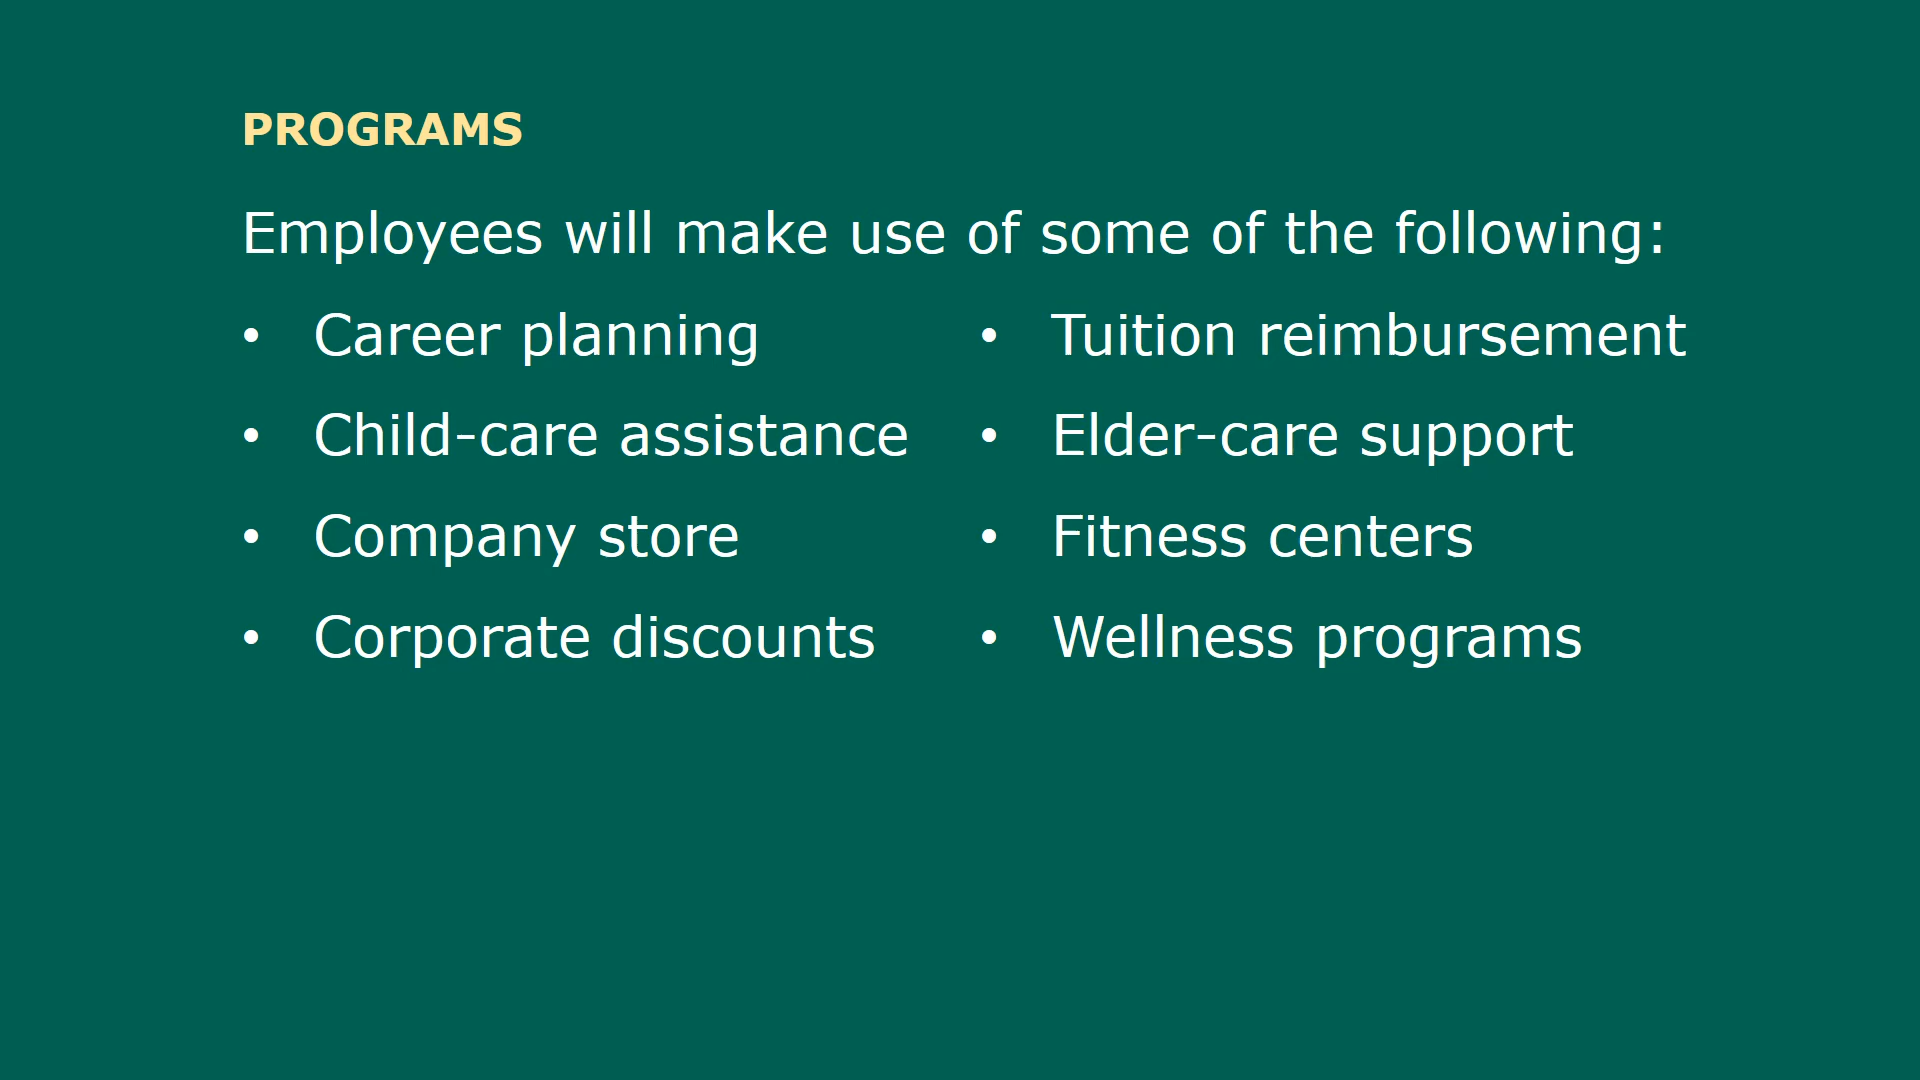 PROGRAMS
Employees will make use of some of the following:
• Career planning
• Child-care assistance
• Company store
• Corporate discounts
• Tuition reimbursement
• Elder-care support
• Fitness centers
• Wellness programs